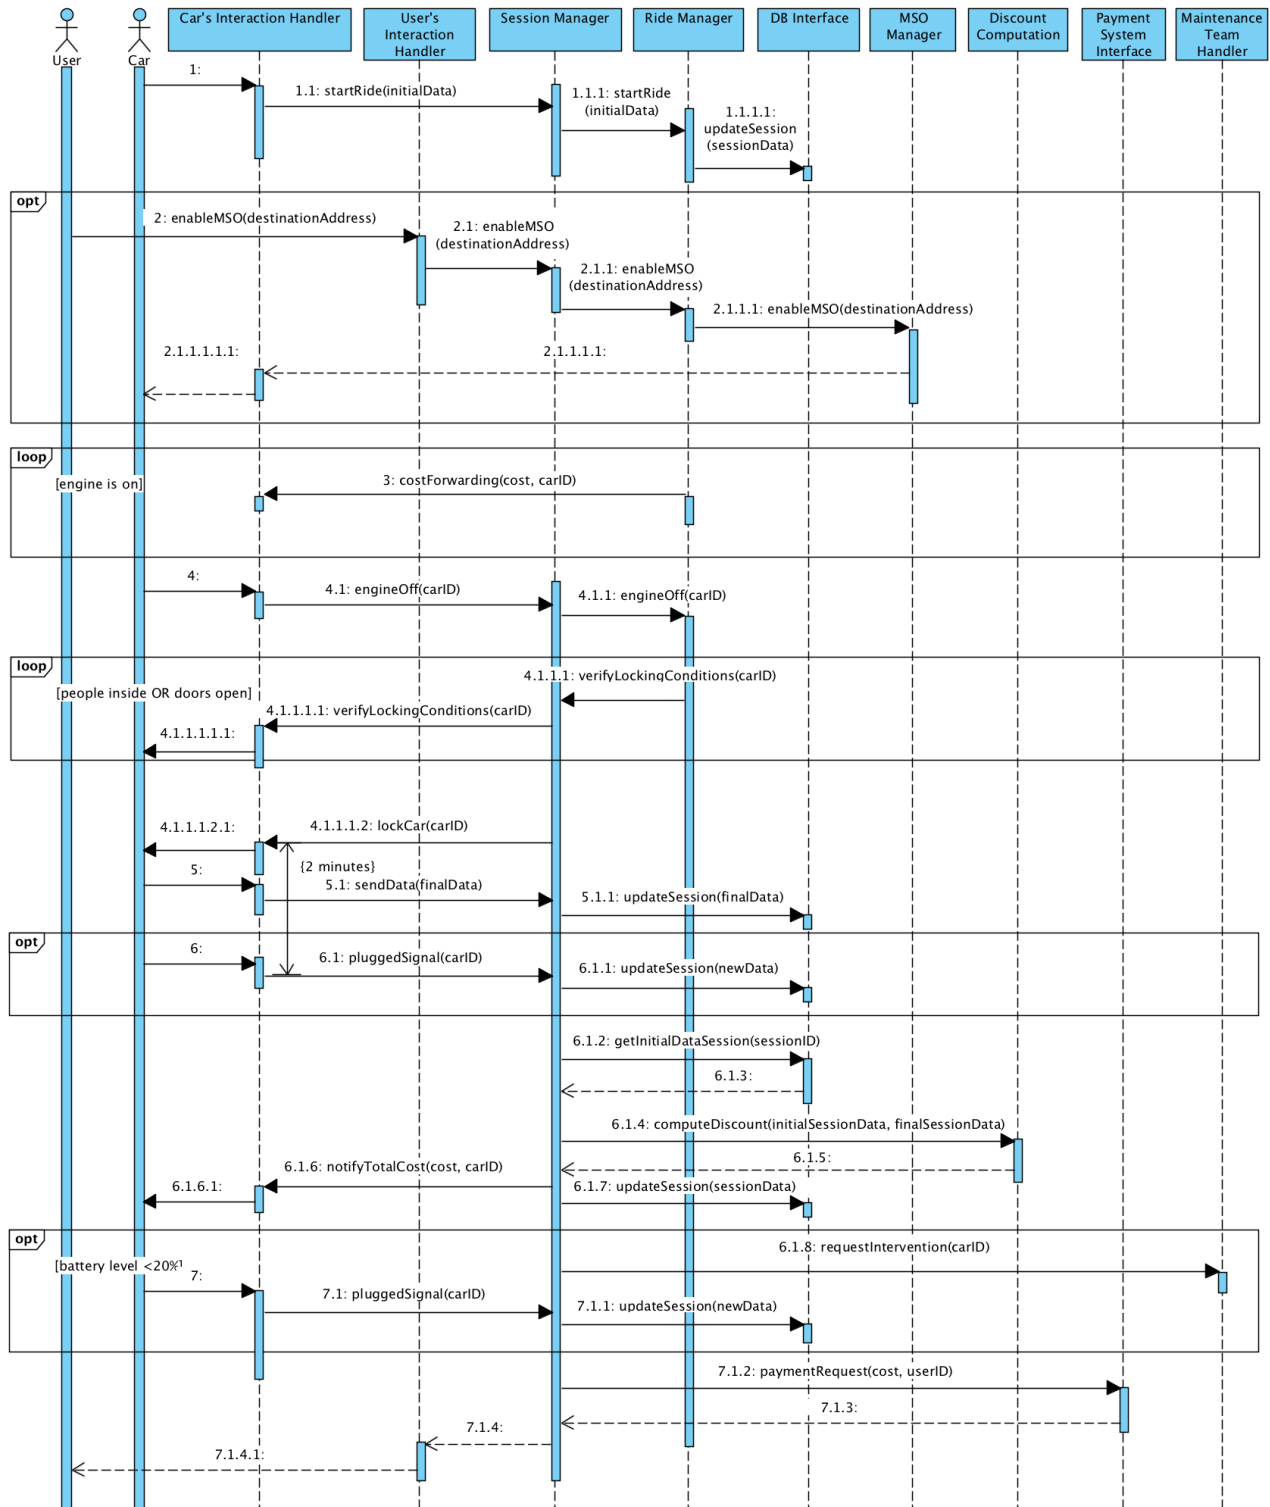 User
Car
Car's Interaction Handler
User's
Interaction
Handler
Session Manager
Ride Manager
DB Interface
MSO
Manager
Discount
Computation
Payment
System
Interface
Maintenance
Team
Handler
1:
1.1: startRide(initialData)
1.1.1: startRide
(initialData)
1.1.1.1:
updateSession
(sessionData)
opt
2: enableMSO(destinationAddress)
2.1: enableMSO
(destinationAddress)
2.1.1: enableMSO
(destinationAddress)
2.1.1.1: enableMSO(destinationAddress)
2.1.1.1.1.1:
2.1.1.1.1:
loop
[engine is on]
3: costForwarding(cost, carID)
4:
4.1: engineOff(carID)
4.1.1: engineOff(carID)
loop
[people inside OR doors open]
4.1.1.1: verifyLockingConditions(carID)
4.1.1.1.1: verifyLockingConditions(carID)
4.1.1.1.1.1:
4.1.1.1.2.1:
4.1.1.1.2: lockCar(carID)
{2 minutes}
5:
5.1: sendData(finalData)
5.1.1: updateSession(finalData)
opt
6:
6.1: pluggedSignal(carID)
6.1.1: updateSession(newData)
6.1.2: getInitialDataSession(sessionID)
6.1.3:
6.1.4: computeDiscount(initialSessionData, finalSessionData)
6.1.5:
6.1.6: notifyTotalCost(cost, carID)
6.1.6.1:
6.1.7: updateSession(sessionData)
opt
[battery level <20%]
6.1.8: requestIntervention(carID)
7:
7.1: pluggedSignal(carID)
7.1.1: updateSession(newData)
7.1.2: paymentRequest(cost, userID)
7.1.3:
7.1.4:
7.1.4.1: